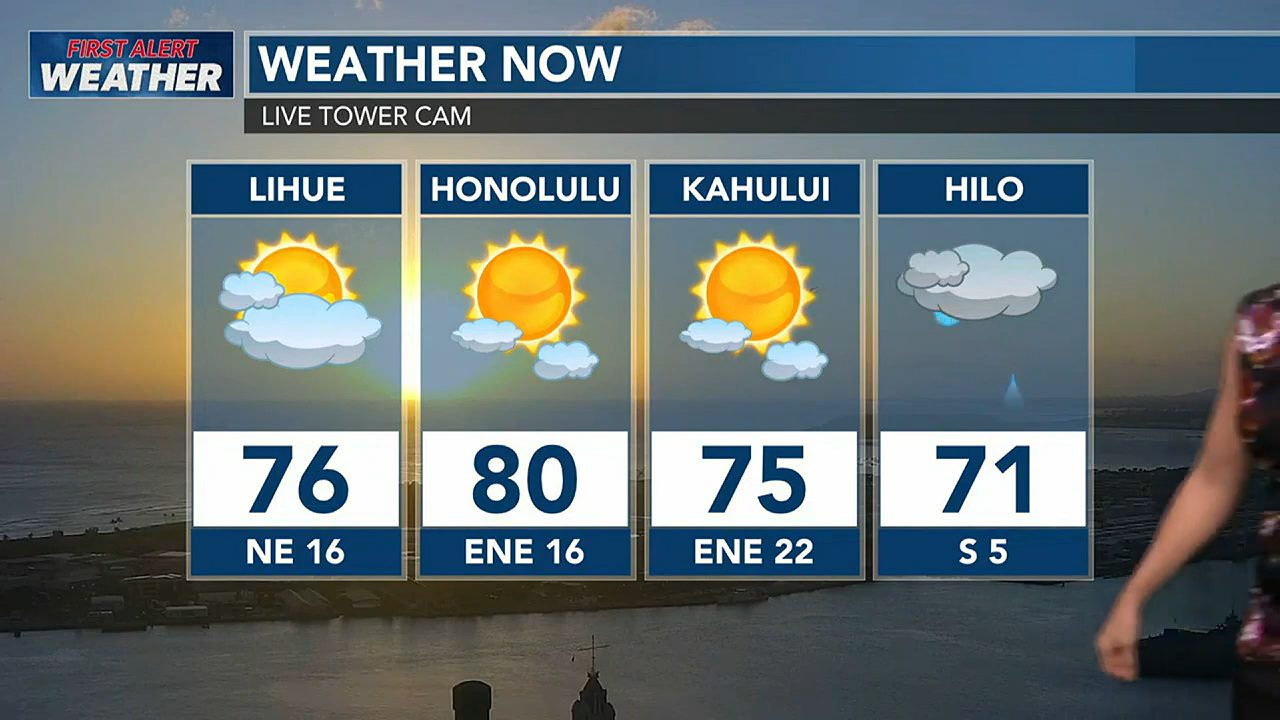 FIRST ALERT
WEATHER
WEATHER NOW
LIVE TOWER CAM
LIHUE
HONOLULU
KAHULUI
HILO
76
80
75
71
NE 16
ENE 16
ENE 22
S 5